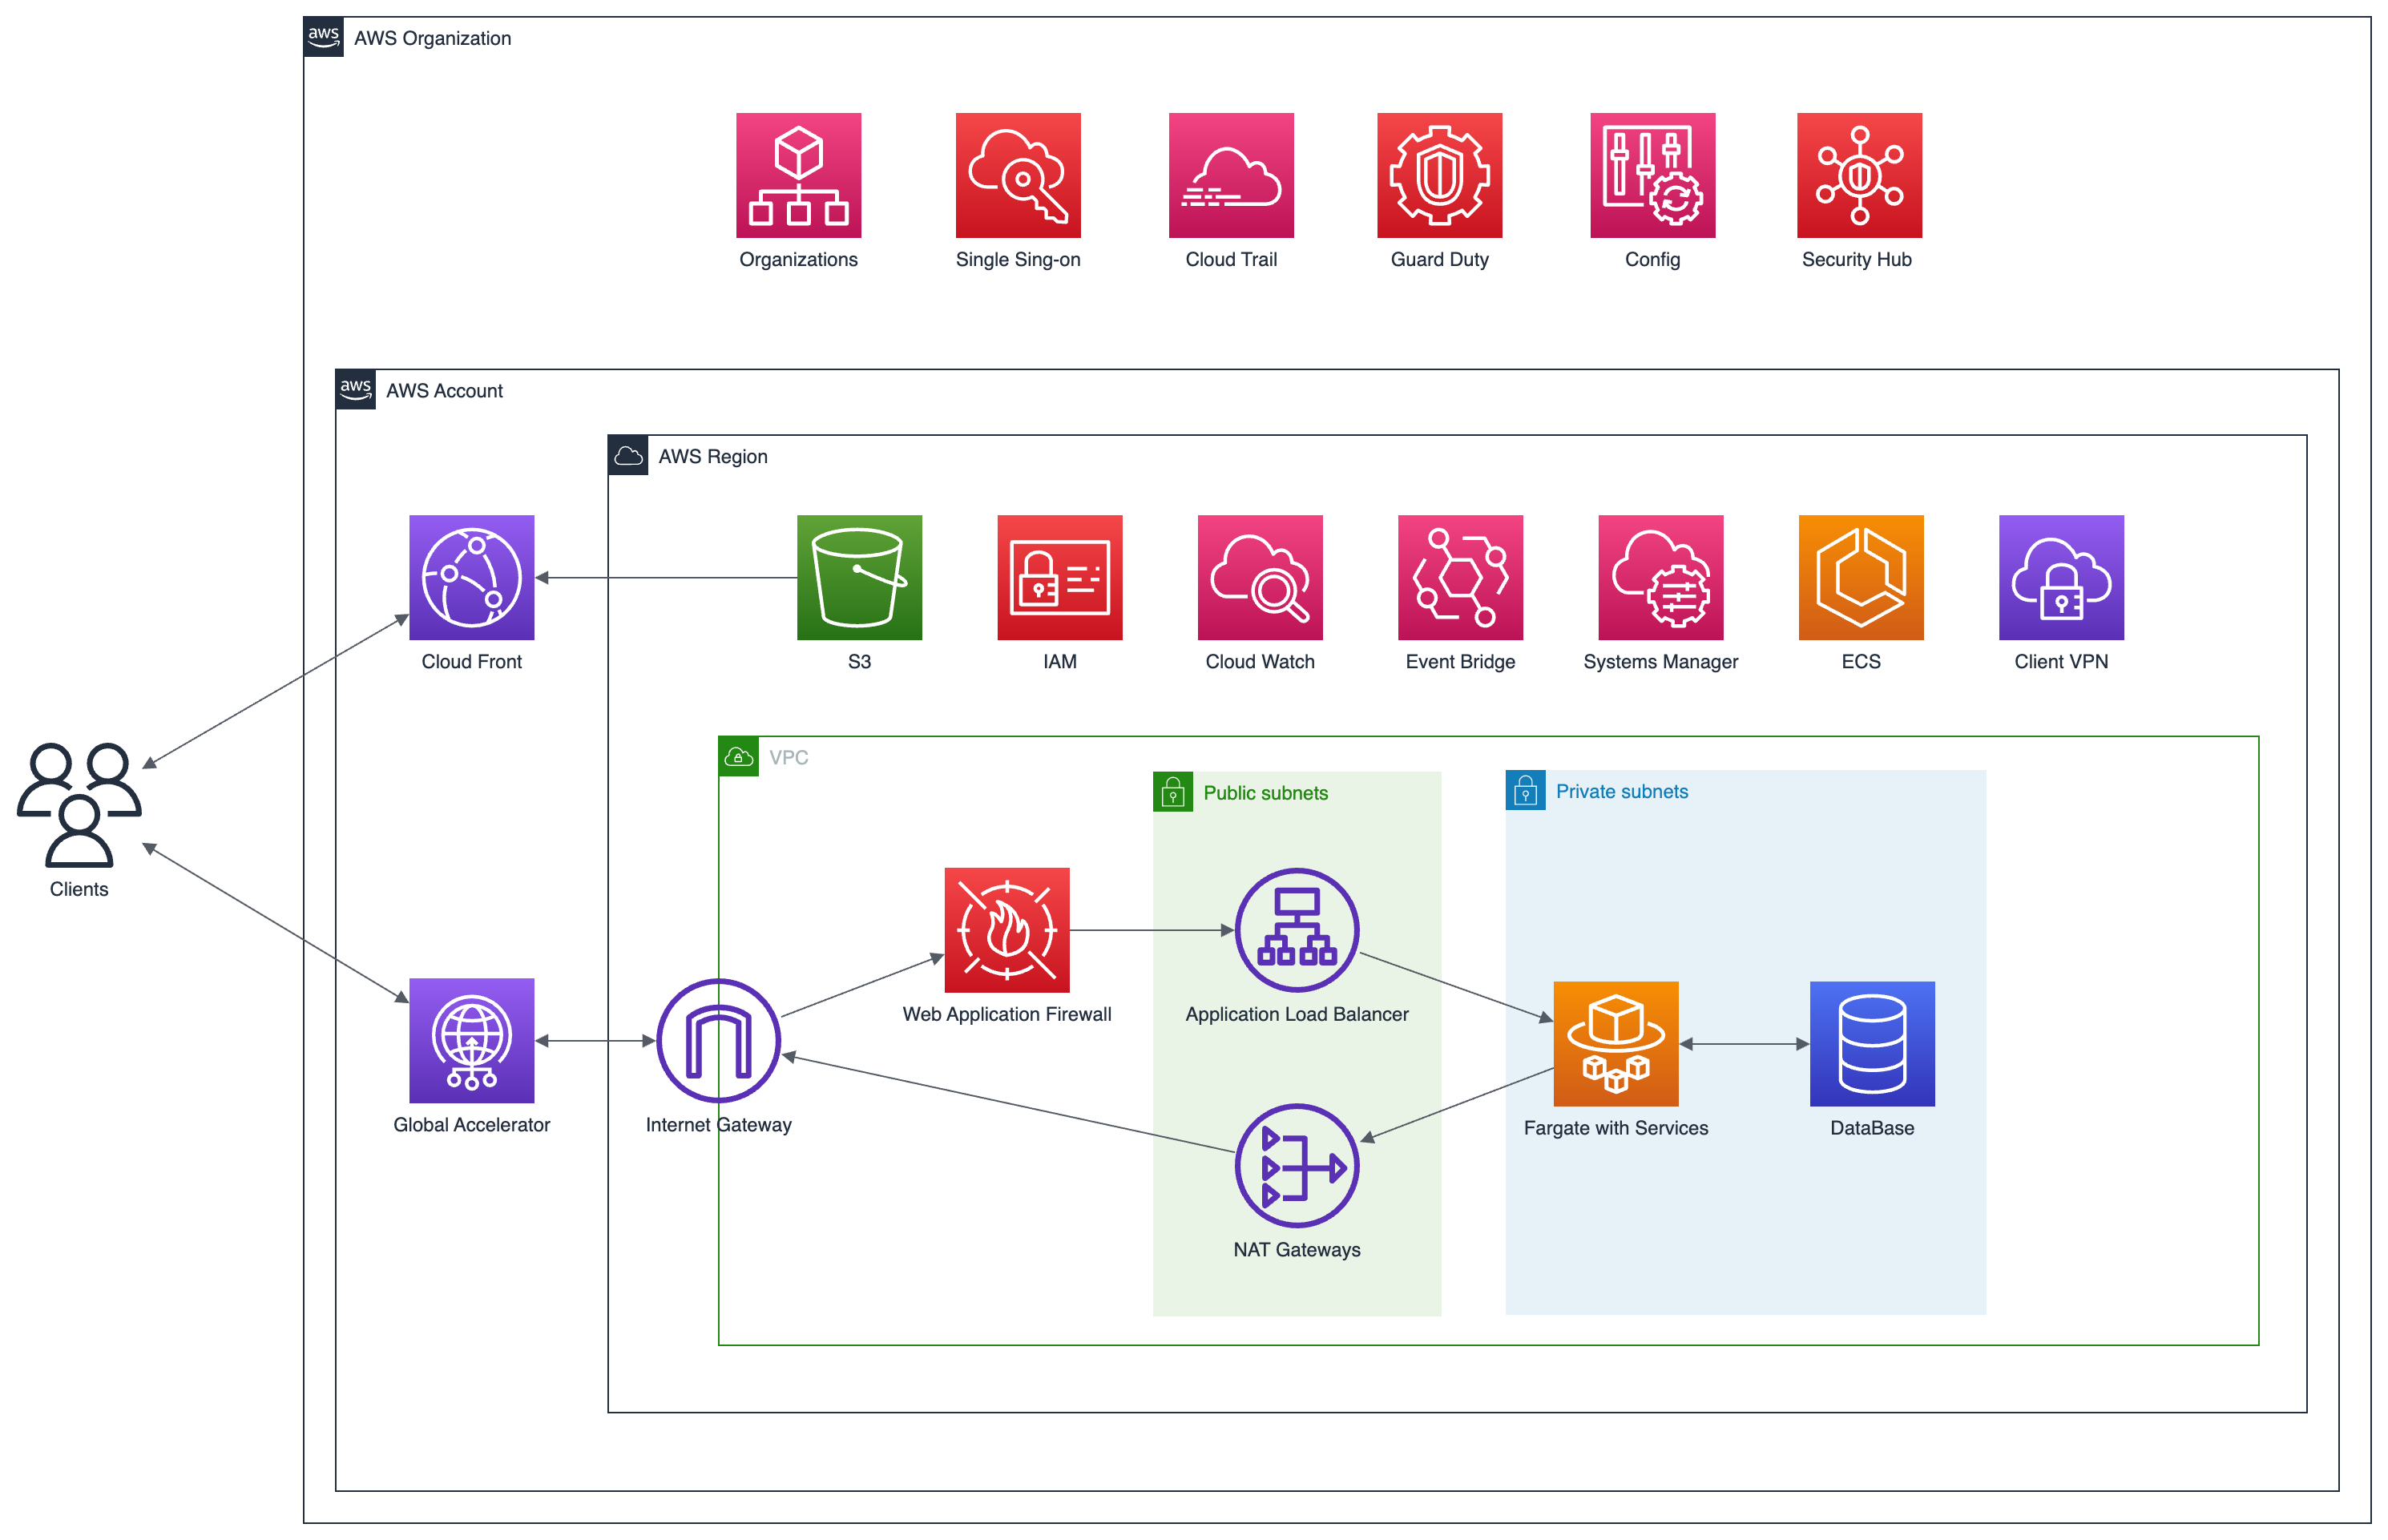 aws
AWS Organization
Organizations
Single Sing-on
Cloud Trail
Guard Duty
Config
Security Hub
aws
AWS Account
AWS Region
Cloud Front
S3
IAM
Cloud Watch
Event Bridge
Systems Manager
ECS
Client VPN
VPC
Public subnets
Private subnets
Clients
Web Application Firewall
Application Load Balancer
Global Accelerator
Internet Gateway
Fargate with Services
DataBase
NAT Gateways